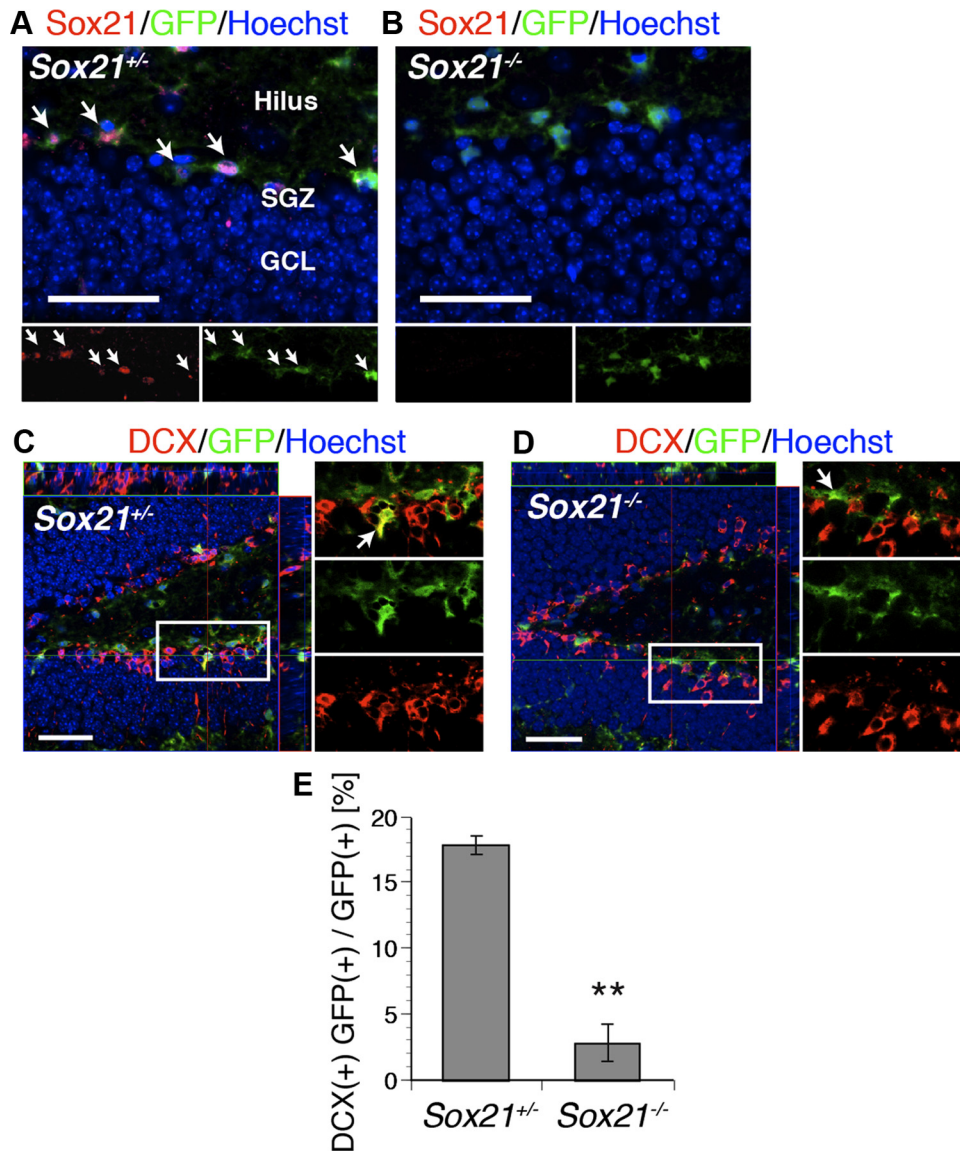 A Sox21/GFP/Hoechst
Sox21+/-
Hilus
SGZ
GCL
B Sox21/GFP/Hoechst
Sox21-/-
C DCX/GFP/Hoechst
Sox21+/-
D DCX/GFP/Hoechst
Sox21-/-
E
DCX(+) GFP(+) / GFP(+) [%]
20
15
10
5
0
**
Sox21+/- Sox21-/-